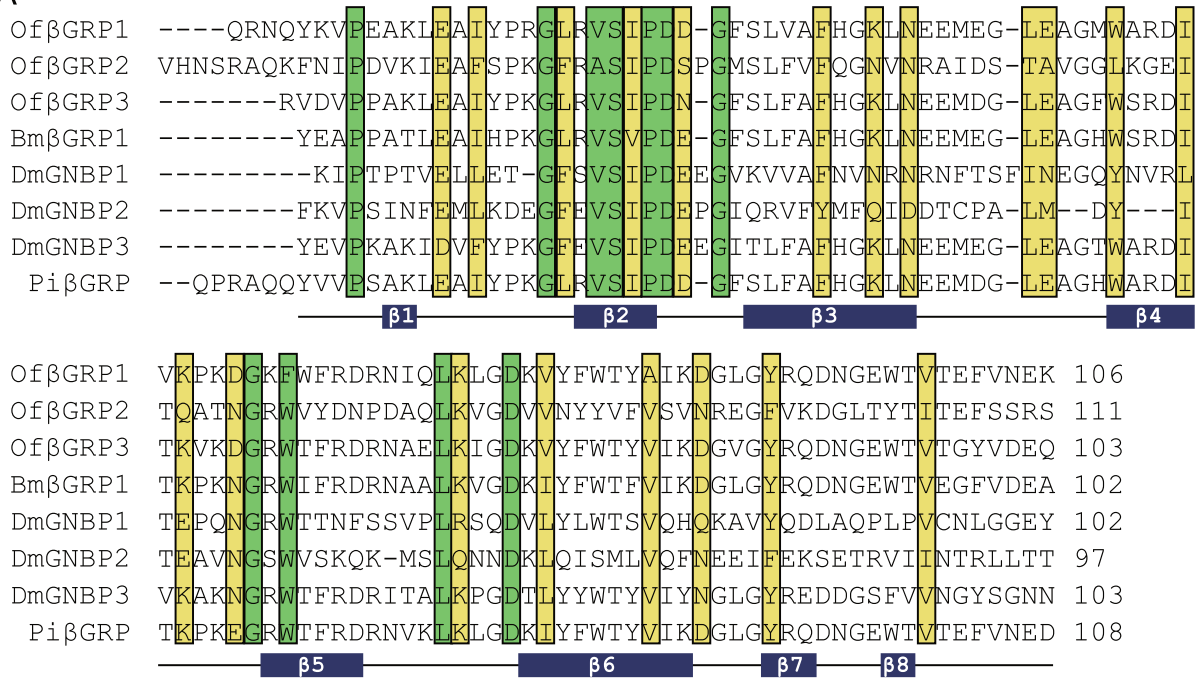 OfβGRP1 ----QRNQYKVPEAKLEAIYPRGLRVSIPDD-GFSLVAFHGKLNEEMEG-LEAGMWARDI
OfβGRP2 VHNSRAQKFNIPDVKIEAFSPKGFRASIPDSPGMSLFVFQGNVNRAIDS-TAVGGLKGEI
OfβGRP3 -------RVDVPPAKLEAIYPKGLRVSIPDN-GFSLFAFHGKLNEEMDG-LEAGFWSRDI
BmβGRP1 --------YEAPPATLEAIHPKGLRVSVPDE-GFSLFAFHGKLNEEMEG-LEAGHWSRDI
DmGNBP1 ---------KIPTPTVELLET-GFSVSIPDEEGVKVVAFNVNRNRNFTSFINEGQYNVRL
DmGNBP2 --------FKVPSINFEMLKDEGFEVSIPDEPGIQRVFYMFQIDDTCPA-LM--DY---I
DmGNBP3 --------YEVPKAKIDVFYPKGFEVSIPDEEGITLFAFHGKLNEEMEG-LEAGTWARDI
PiβGRP --QPRAQQYVVPSAKLEAIYPKGLRVSIPDD-GFSLFAFHGKLNEEMDG-LEAGHWARDI
β1 β2 β3 β4
OfβGRP1 VKPKDGKFWFRDRNIQLKLGDKVYFWTYAIKDGLGYRQDNGEWTVTEFVNEK 106
OfβGRP2 TQATNGRWVYDNPDAQLKVGDVVNYYVFVSVNREGFVKDGLTYTITEFSSRS 111
OfβGRP3 TKVKDGRWTFRDRNAELKIGDKVYFWTYVIKDGVGYRQDNGEWTVTGYVDEQ 103
BmβGRP1 TKPKNGRWIFRDRNAALKVGDKIYFWTFVIKDGLGYRQDNGEWTVEGFVDEA 102
DmGNBP1 TEPQNGRWTTNFSSVPLRSQDVLYLWTSVQHQKAVYQDLAQPLPVCNLGGEY 102
DmGNBP2 TEAVNGSWVSKQK-MSLQNNDKLQISMLVQFNEEIFEKSETRVIINTRLLTT 97
DmGNBP3 VKAKNGRWTFRDRITALKPGDTLYYWTYVIYNGLGYREDDGSFVVNGYSGNN 103
PiβGRP TKPKEGRWTFRDRNVKLKLGDKIYFWTYVIKDGLGYRQDNGEWTVTEFVNED 108
β5 β6 β7 β8